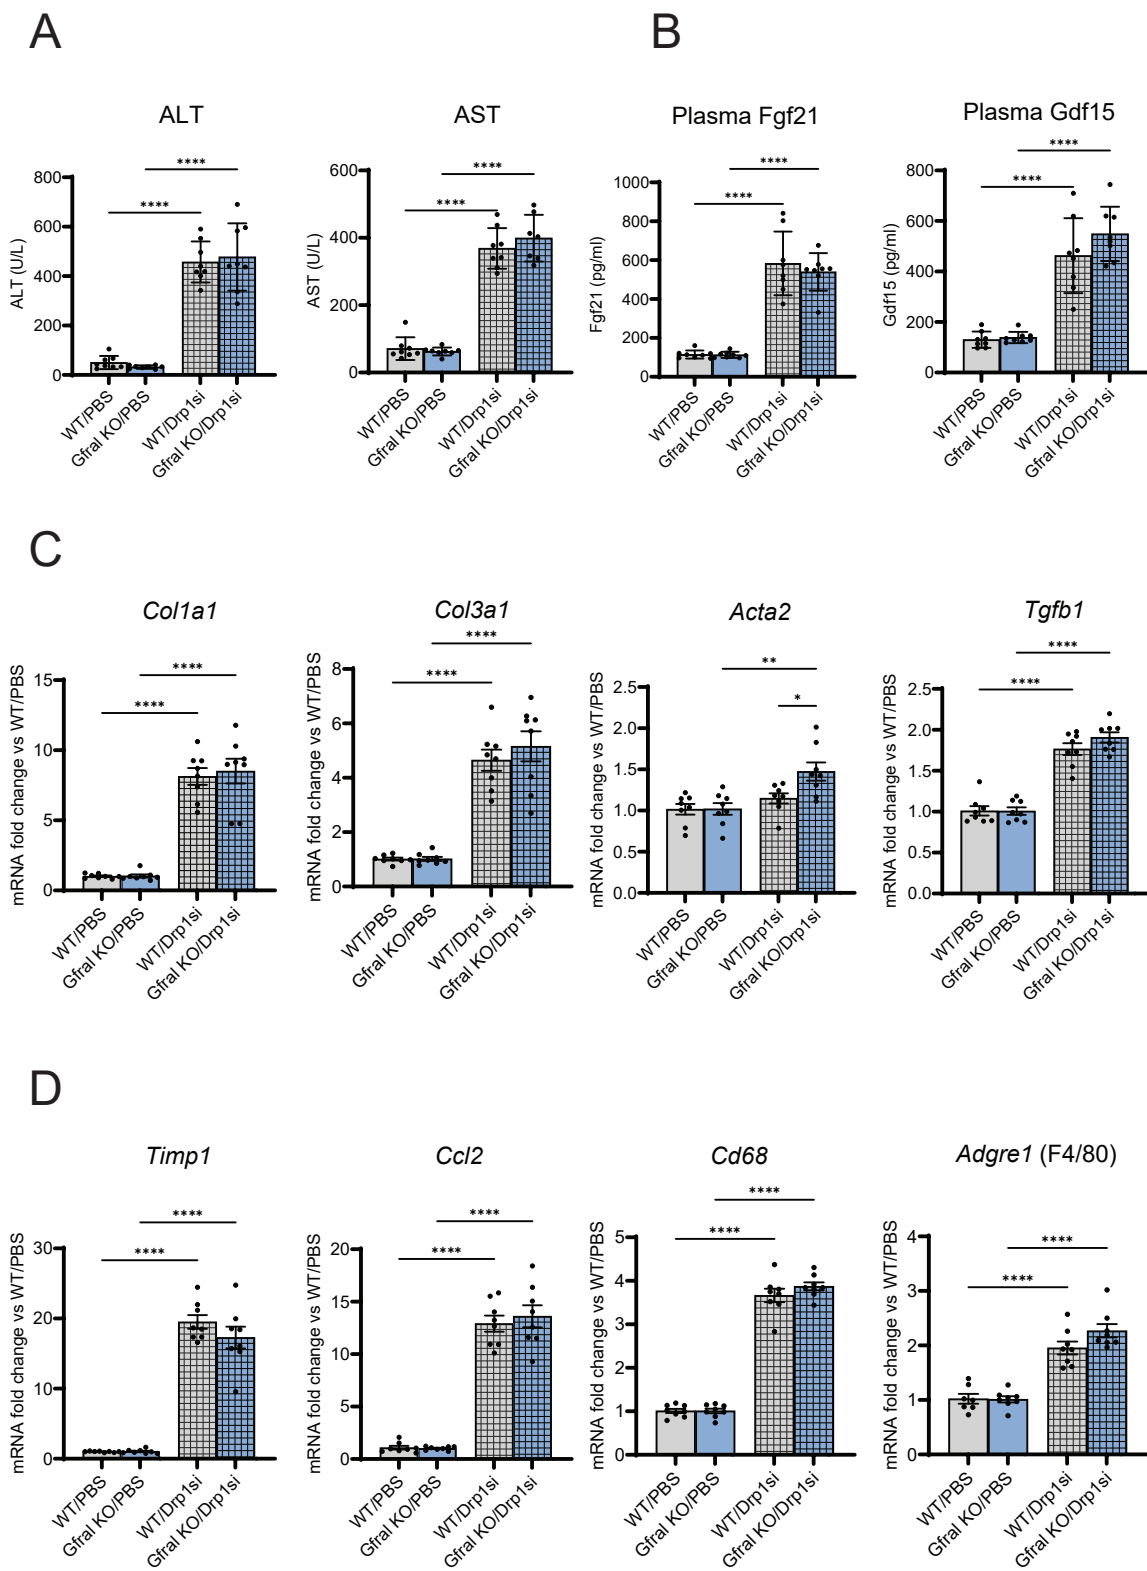 A
B
ALT
AST
Plasma Fgf21
Plasma Gdf15
****
****
ALT (U/L)
800
600
400
200
0
WT/PBS
Gfral KO/PBS
WT/Drp1si
Gfral KO/Drp1si
****
****
AST (U/L)
600
400
200
0
WT/PBS
Gfral KO/PBS
WT/Drp1si
Gfral KO/Drp1si
****
****
Fgf21 (pg/ml)
1000
800
600
400
200
0
WT/PBS
Gfral KO/PBS
WT/Drp1si
Gfral KO/Drp1si
****
****
Gdf15 (pg/ml)
800
600
400
200
0
WT/PBS
Gfral KO/PBS
WT/Drp1si
Gfral KO/Drp1si
C
Col1a1
Col3a1
Acta2
Tgfb1
****
****
mRNA fold change vs WT/PBS
15
10
5
0
WT/PBS
Gfral KO/PBS
WT/Drp1si
Gfral KO/Drp1si
****
****
mRNA fold change vs WT/PBS
8
6
4
2
0
WT/PBS
Gfral KO/PBS
WT/Drp1si
Gfral KO/Drp1si
**
*
mRNA fold change vs WT/PBS
2.5
2.0
1.5
1.0
0.5
0.0
WT/PBS
Gfral KO/PBS
WT/Drp1si
Gfral KO/Drp1si
****
****
mRNA fold change vs WT/PBS
2.5
2.0
1.5
1.0
0.5
0.0
WT/PBS
Gfral KO/PBS
WT/Drp1si
Gfral KO/Drp1si
D
Timp1
Ccl2
Cd68
Adgre1 (F4/80)
****
****
mRNA fold change vs WT/PBS
30
20
10
0
WT/PBS
Gfral KO/PBS
WT/Drp1si
Gfral KO/Drp1si
****
****
mRNA fold change vs WT/PBS
20
15
10
5
0
WT/PBS
Gfral KO/PBS
WT/Drp1si
Gfral KO/Drp1si
****
****
mRNA fold change vs WT/PBS
5
4
3
2
1
0
WT/PBS
Gfral KO/PBS
WT/Drp1si
Gfral KO/Drp1si
****
****
mRNA fold change vs WT/PBS
4
3
2
1
0
WT/PBS
Gfral KO/PBS
WT/Drp1si
Gfral KO/Drp1si